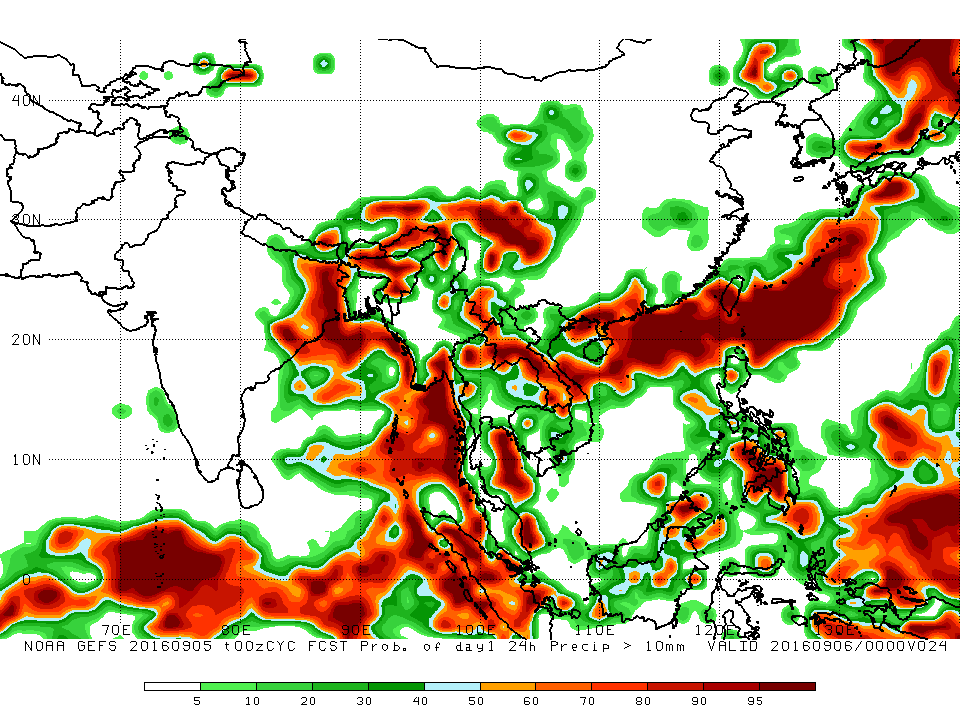 40N
30N
20N
10N
0
70E 80E 90E 100E 110E 120E 130E
NOAA GEFS 20160905 t00zCYC FCST Prob. of day1 24h Precip > 10mm VALID 20160906/0000V024
5 10 20 30 40 50 60 70 80 90 95